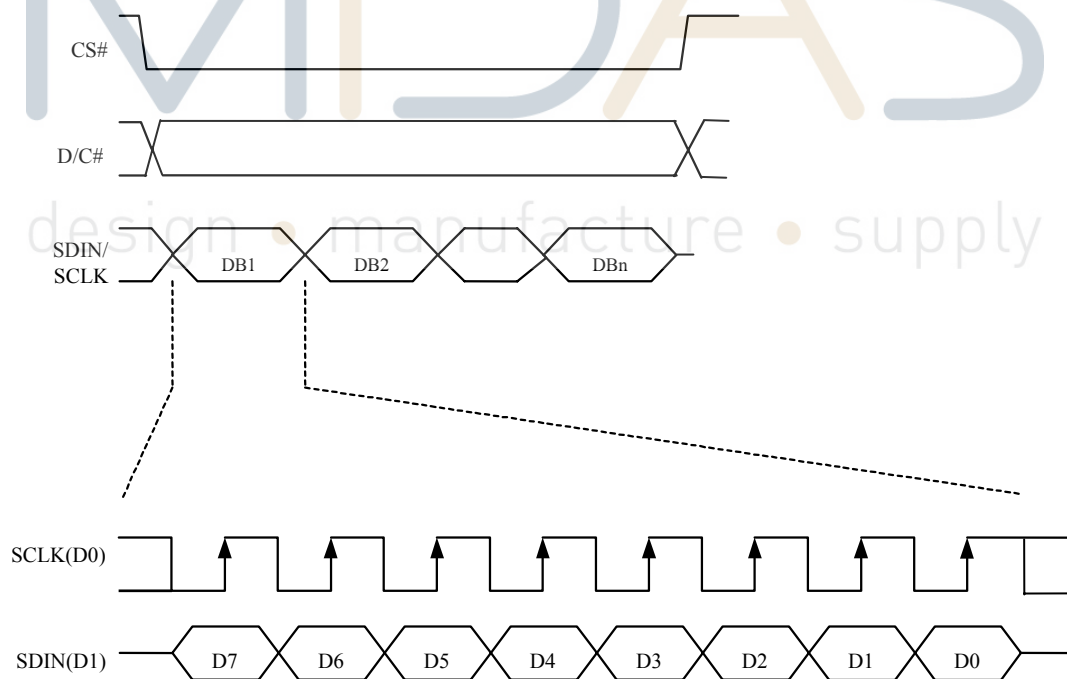 MIDAS
CS#
D/C#
design • manufacture • supply
SDIN/
SCLK
DB1 DB2 DBn
SCLK(D0)
SDIN(D1)
D7 D6 D5 D4 D3 D2 D1 D0